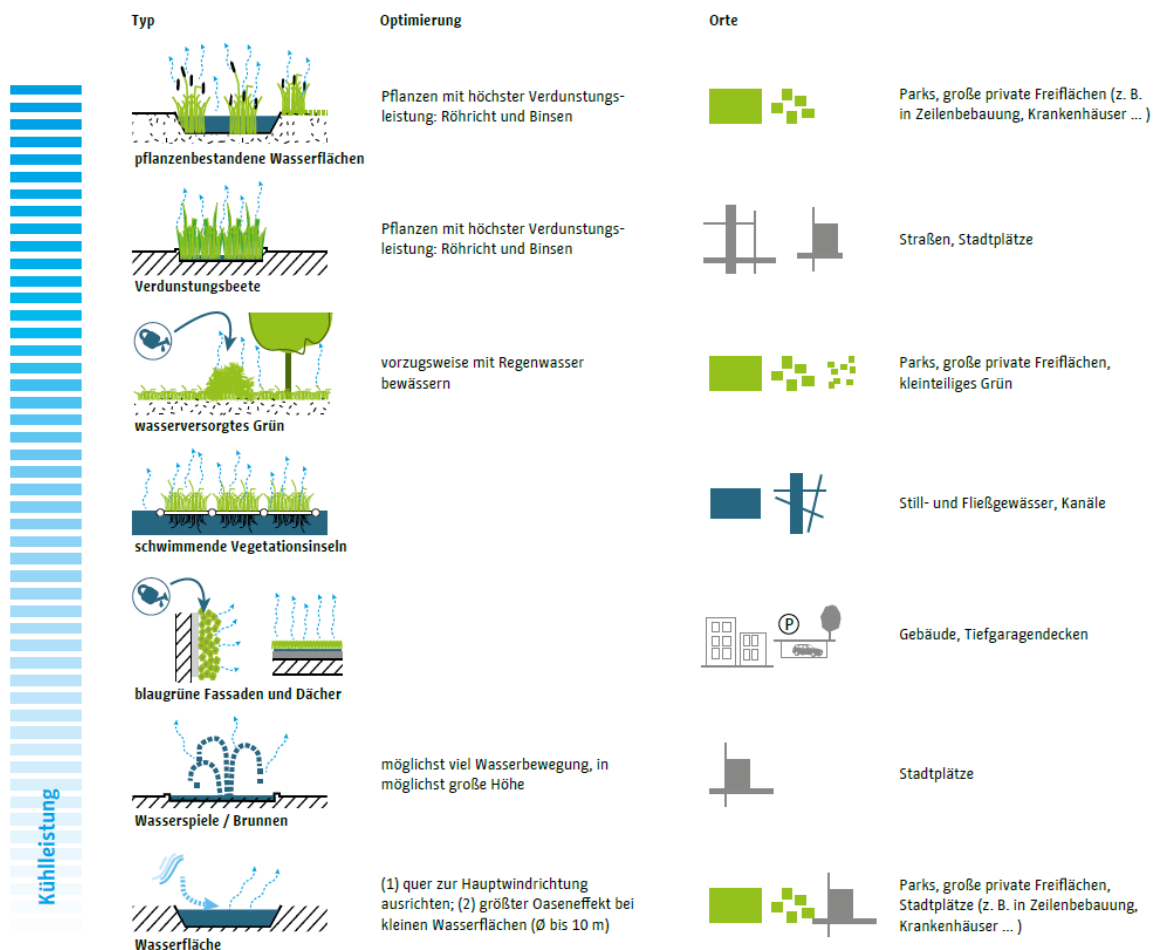 Typ
Optimierung
Orte
Pflanzen mit höchster Verdunstungs-
leistung: Röhricht und Binsen
Parks, große private Freiflächen (z. B.
in Zeilenbebauung, Krankenhäuser ... )
pflanzenbestandene Wasserflächen
Pflanzen mit höchster Verdunstungs-
leistung: Röhricht und Binsen
Straßen, Stadtplätze
Verdunstungsbeete
vorzugsweise mit Regenwasser
bewässern
Parks, große private Freiflächen,
kleinteiliges Grün
wasserversorgtes Grün
Still- und Fließgewässer, Kanäle
schwimmende Vegetationsinseln
P
Gebäude, Tiefgaragendecken
blaugrüne Fassaden und Dächer
möglichst viel Wasserbewegung, in
möglichst große Höhe
Stadtplätze
Wasserspiele / Brunnen
Kühlleistung
(1) quer zur Hauptwindrichtung
ausrichten; (2) größter Oaseneffekt bei
kleinen Wasserflächen (Ø bis 10 m)
Parks, große private Freiflächen,
Stadtplätze (z. B. in Zeilenbebauung,
Krankenhäuser ... )
Wasserfläche